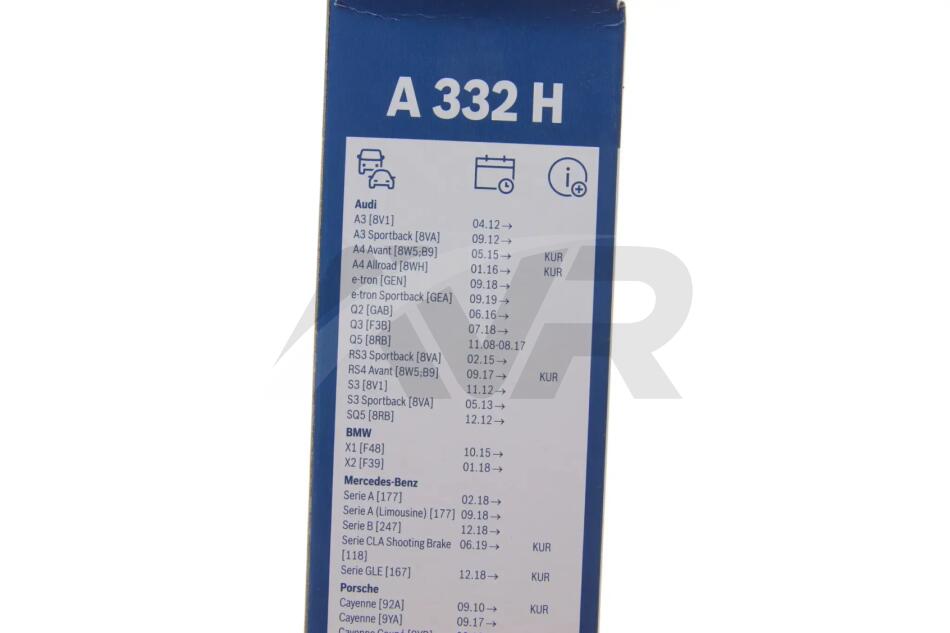 A 332 H
Audi
A3 [8V1] 04.12→
A3 Sportback [8VA] 09.12→
A4 Avant [8W5;B9] 05.15→ KUR
A4 Allroad [8WH] 01.16→ KUR
e-tron [GEN] 09.18→
e-tron Sportback [GEA] 09.19→
Q2 [GAB] 06.16→
Q3 [F3B] 07.18→
Q5 [8RB] 11.08-08.17
RS3 Sportback [8VA] 02.15→
RS4 Avant [8W5;B9] 09.17→ KUR
S3 [8V1] 11.12→
S3 Sportback [8VA] 05.13→
SQ5 [8RB] 12.12→
BMW
X1 [F48] 10.15→
X2 [F39] 01.18→
Mercedes-Benz
Serie A [177] 02.18→
Serie A (Limousine) [177] 09.18→
Serie B [247] 12.18→
Serie CLA Shooting Brake 06.19→ KUR
[118]
Serie GLE [167] 12.18→ KUR
Porsche
Cayenne [92A] 09.10→ KUR
Cayenne [9YA] 09.17→
Cayenne